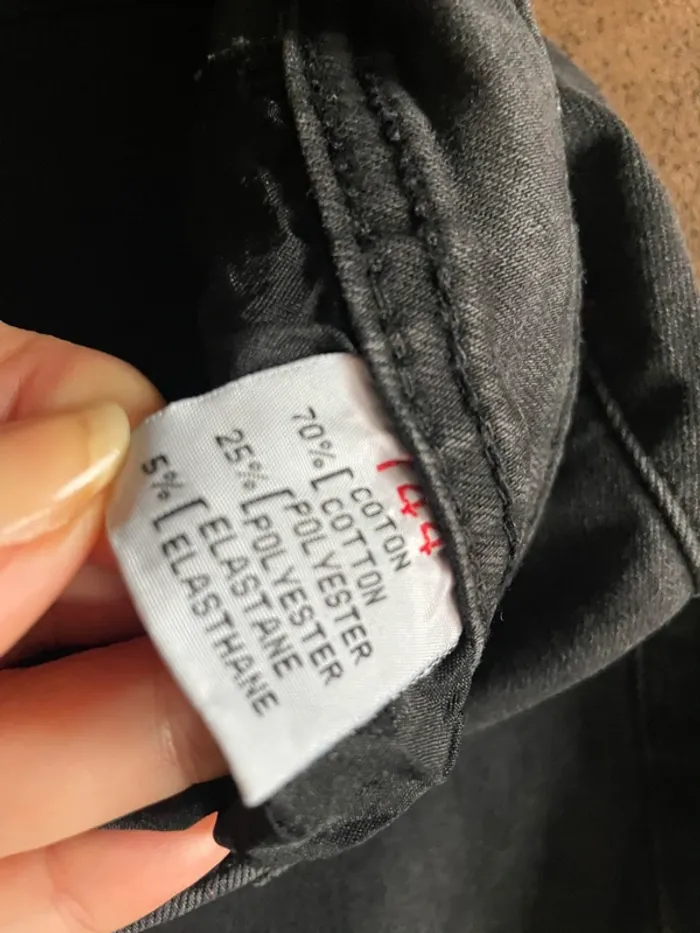 70% [ COTON
COTTON
25% [ POLYESTER
POLYESTER
5% [ ELASTANE
ELASTHANE